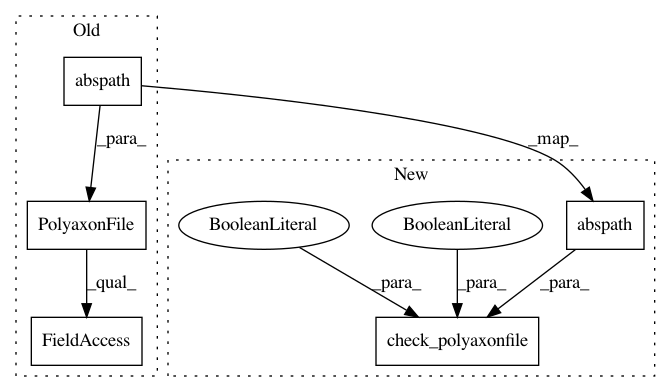 Old
abspath
_para_
_map_
New
PolyaxonFile
BooleanLiteral
BooleanLiteral
abspath
_qual_
_para_
_para_
_para_
FieldAccess
check_polyaxonfile